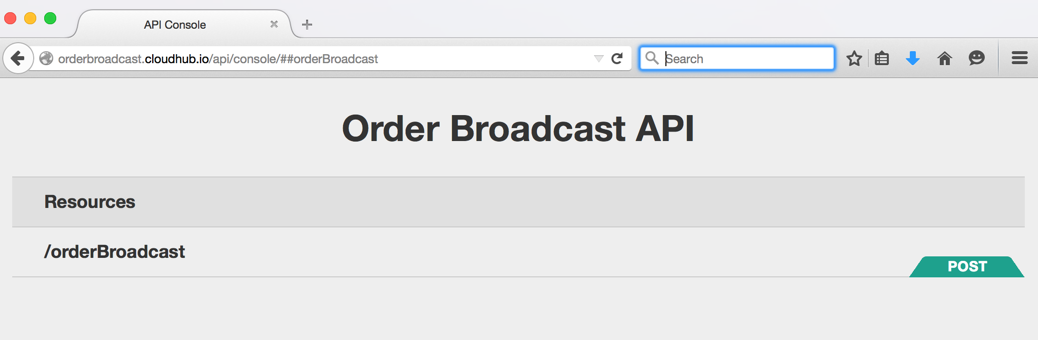 API Console
orderbroadcast.cloudhub.io/api/console/##orderBroadcast
Search
Order Broadcast API
Resources
/orderBroadcast
POST